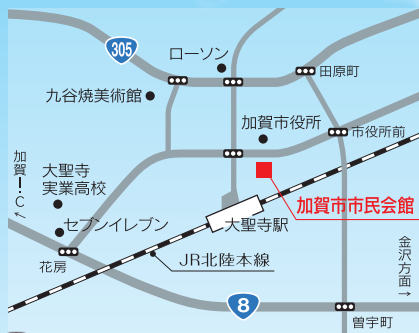 305
ローソン
田原町
九谷焼美術館
加賀市役所
市役所前
加賀I.C
←
大聖寺
実業高校
加賀市市民会館
セブンイレブン
大聖寺駅
花房
JR北陸本線
金沢方面→
8
曽宇町